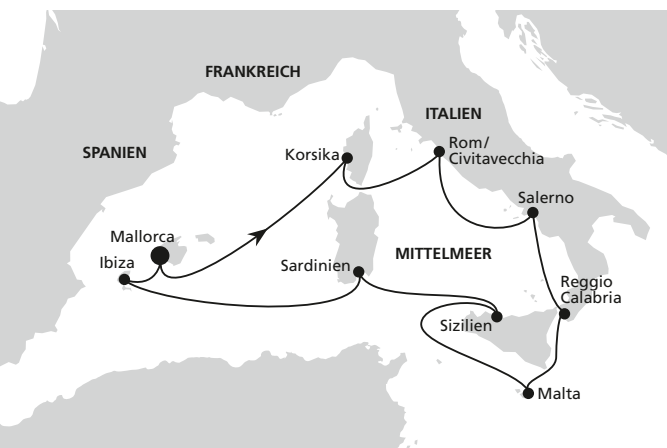 FRANKREICH
ITALIEN
SPANIEN
Korsika
Rom/
Civitavecchia
Salerno
Mallorca
Ibiza
Sardinien
MITTELMEER
Reggio
Calabria
Sizilien
Malta